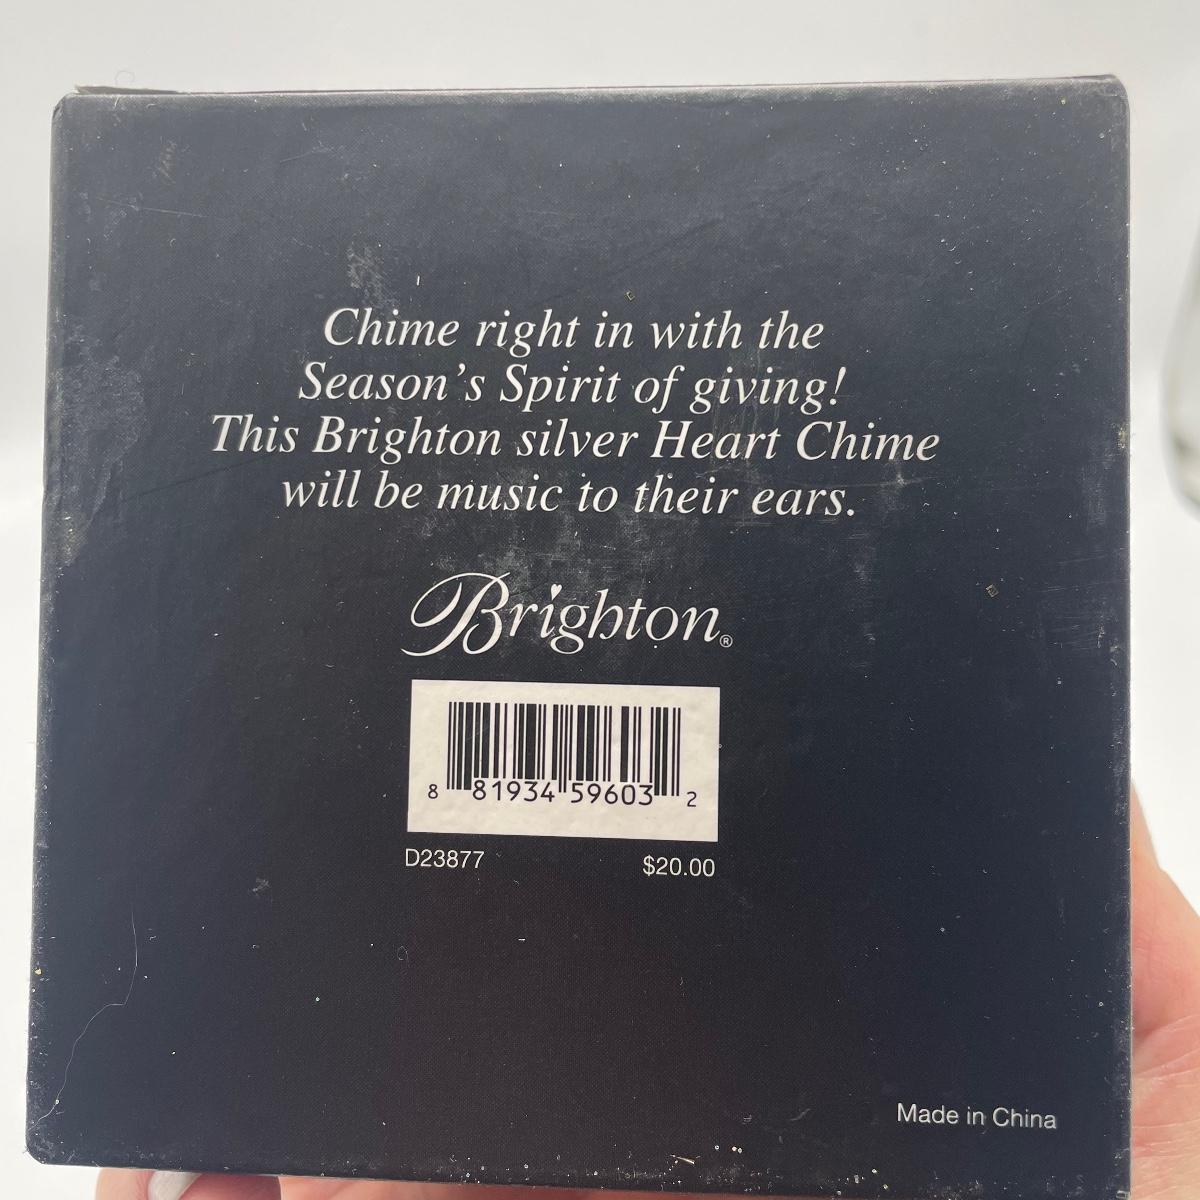 Chime right in with the
Season's Spirit of giving!
This Brighton silver Heart Chime
will be music to their ears.
Brighton®
8 81934 59603 2
D23877 $20.00
Made in China